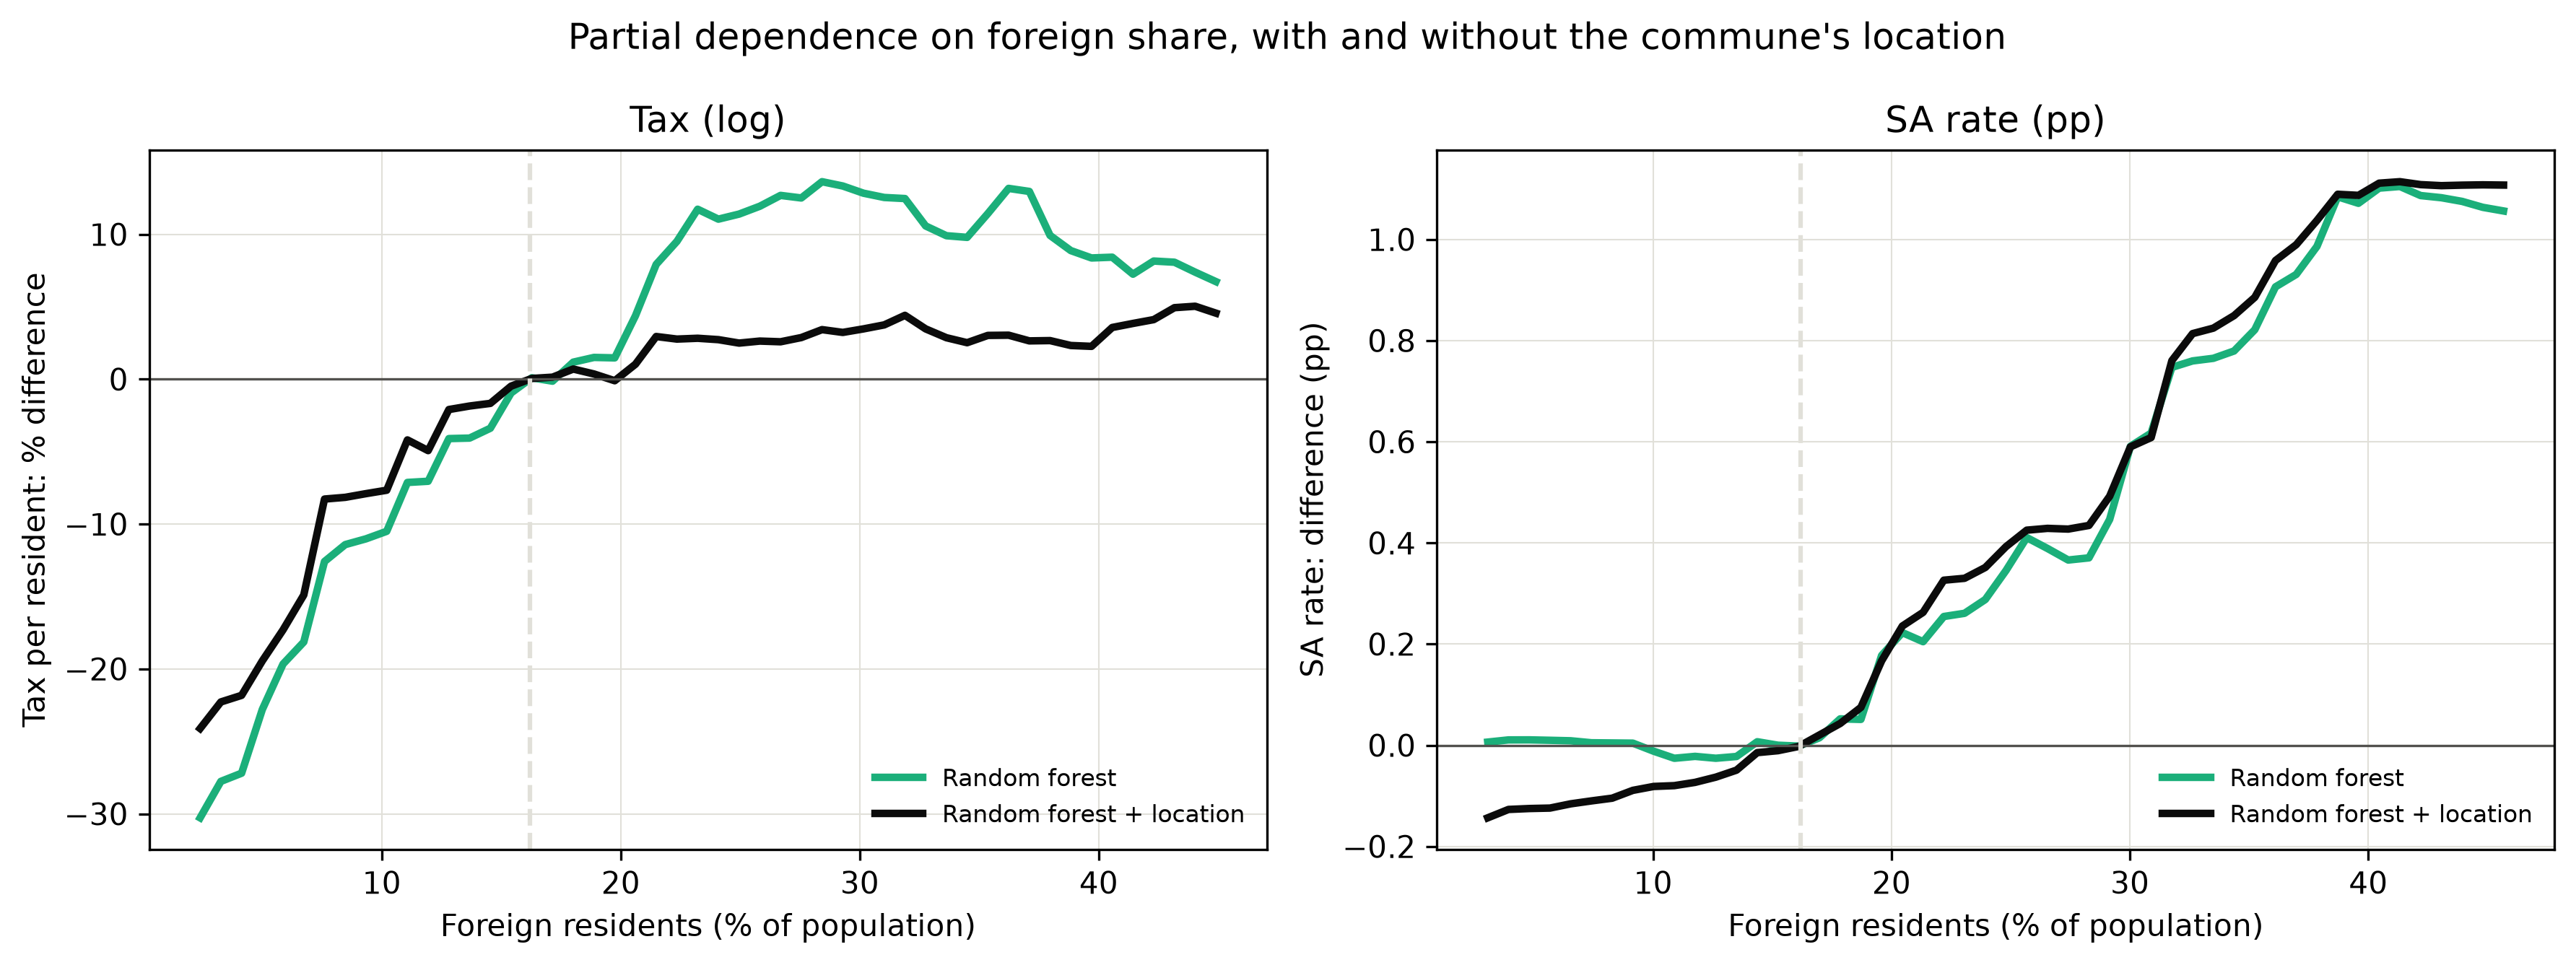 Partial dependence on foreign share, with and without the commune's location
Tax (log)
Tax per resident: % difference
10
0
−10
−20
−30
10
20
30
40
Foreign residents (% of population)
Random forest
Random forest + location
SA rate (pp)
SA rate: difference (pp)
1.0
0.8
0.6
0.4
0.2
0.0
−0.2
10
20
30
40
Foreign residents (% of population)
Random forest
Random forest + location